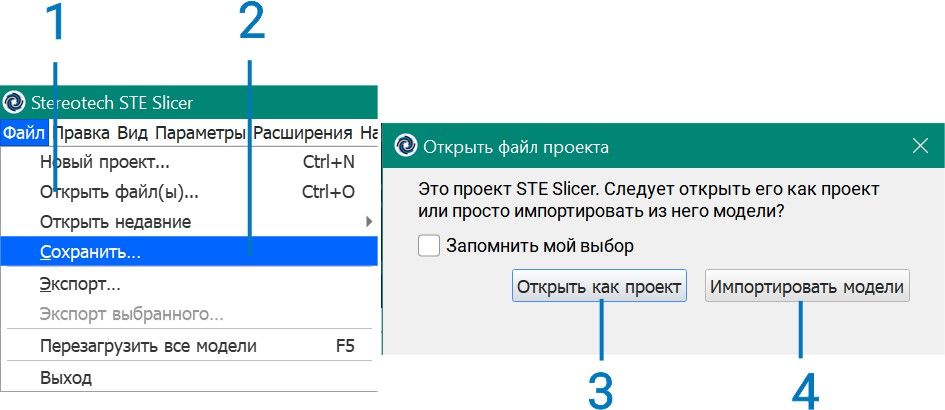 1
2
Stereotech STE Slicer
Файл Правка Вид Параметры Расширения На
Новый проект... Ctrl+N
Открыть файл(ы)... Ctrl+O
Открыть недавние
Сохранить...
Экспорт...
Экспорт выбранного...
Перезагрузить все модели F5
Выход
Открыть файл проекта
Это проект STE Slicer. Следует открыть его как проект
или просто импортировать из него модели?
Запомнить мой выбор
Открыть как проект
Импортировать модели
3
4